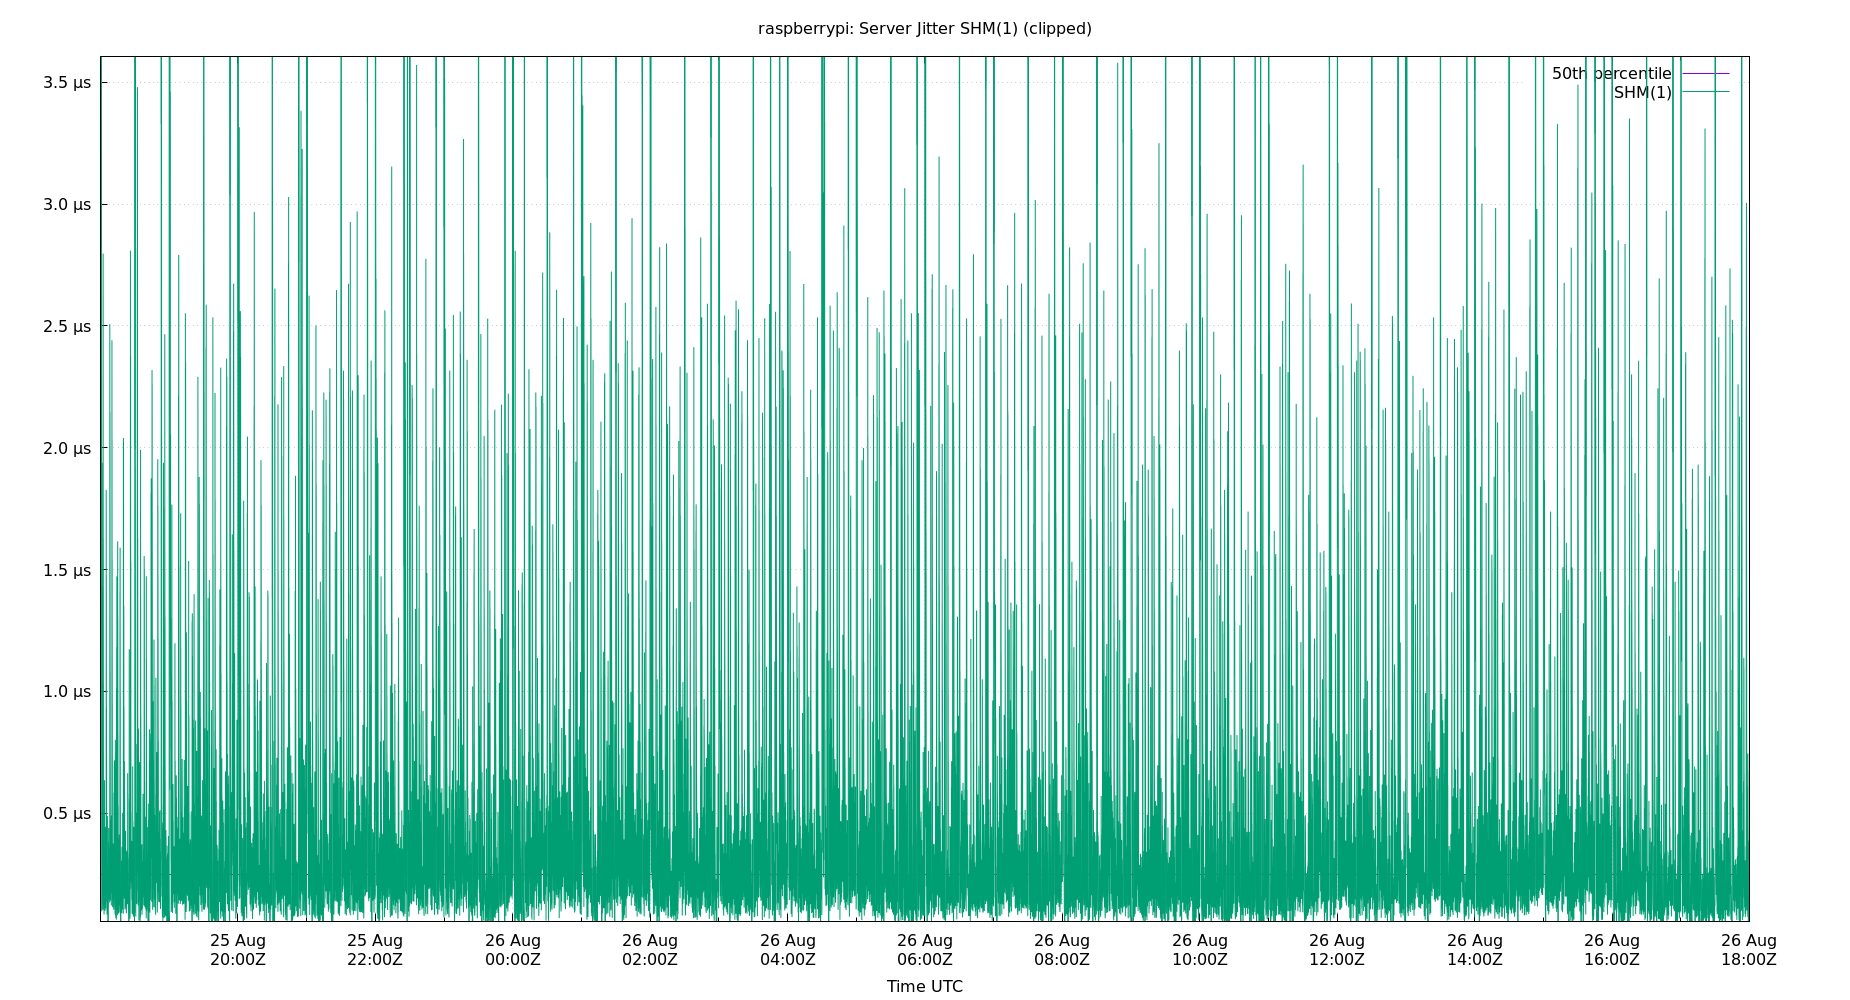 raspberrypi: Server Jitter SHM(1) (clipped)
50th percentile
SHM(1)
3.5 µs
3.0 µs
2.5 µs
2.0 µs
1.5 µs
1.0 µs
0.5 µs
25 Aug 25 Aug 26 Aug 26 Aug 26 Aug 26 Aug 26 Aug 26 Aug 26 Aug 26 Aug 26 Aug 26 Aug
20:00Z 22:00Z 00:00Z 02:00Z 04:00Z 06:00Z 08:00Z 10:00Z 12:00Z 14:00Z 16:00Z 18:00Z
Time UTC